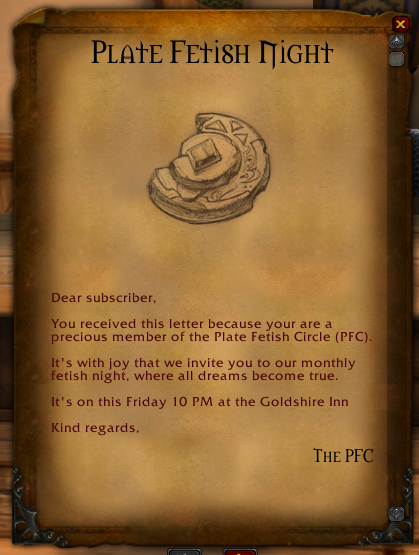 Plate Fetish Night
Dear subscriber,
You received this letter because your are a
precious member of the Plate Fetish Circle (PFC).
It's with joy that we invite you to our monthly
fetish night, where all dreams become true.
It's on this Friday 10 PM at the Goldshire Inn
Kind regards,
The PFC